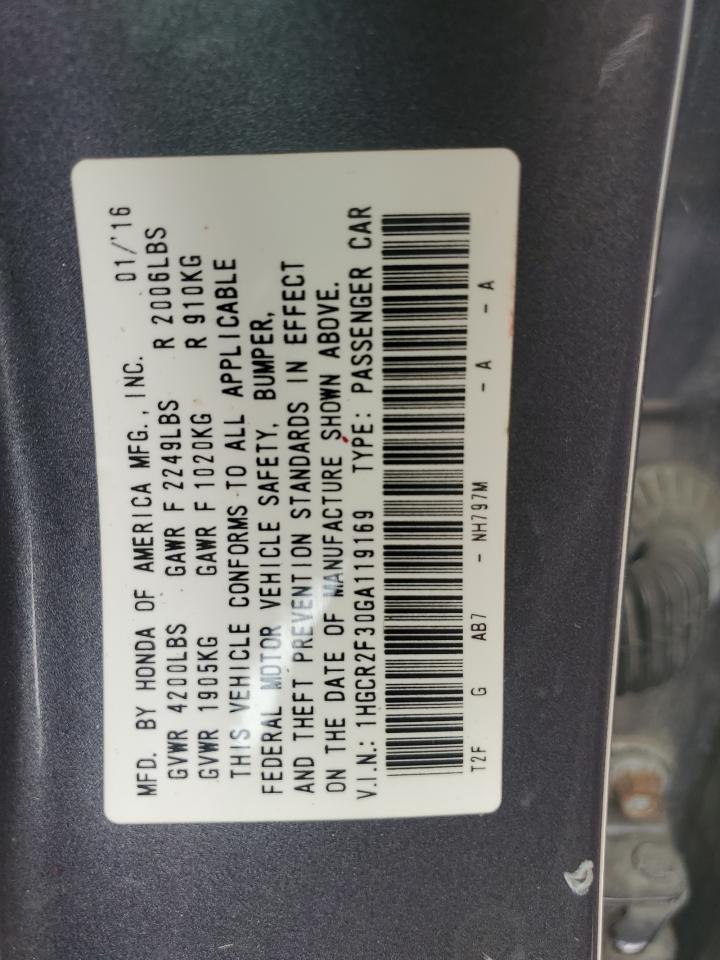 MFD. BY HONDA OF AMERICA MFG., INC. 01/'16
GVWR 4200LBS GAWR F 2249LBS R 2006LBS
GVWR 1905KG GAWR F 1020KG R 910KG
THIS VEHICLE CONFORMS TO ALL APPLICABLE
FEDERAL MOTOR VEHICLE SAFETY, BUMPER,
AND THEFT PREVENTION STANDARDS IN EFFECT
ON THE DATE OF MANUFACTURE SHOWN ABOVE.
V.I.N.: 1HGCR2F30GA119169 TYPE: PASSENGER CAR
T2F G AB7 - NH797M - A - A